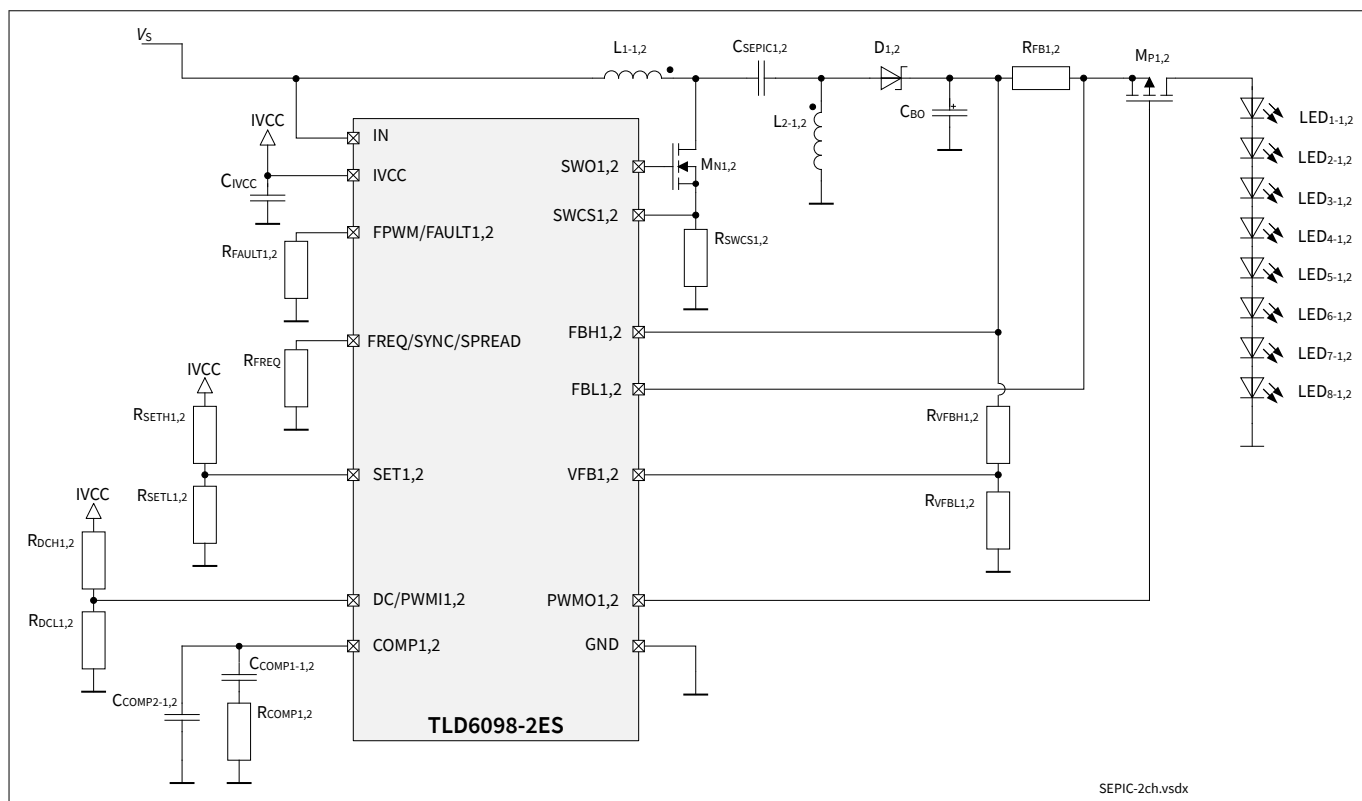 VS
L1-1,2
CSEPIC1,2
D1,2
RFB1,2
MP1,2
CBO
+
L2-1,2
LED1-1,2
LED2-1,2
LED3-1,2
LED4-1,2
LED5-1,2
LED6-1,2
LED7-1,2
LED8-1,2
IVCC
CIVCC
IN
IVCC
SWO1,2
MN1,2
SWCS1,2
RSWCS1,2
FPWM/FAULT1,2
RFAULT1,2
FREQ/SYNC/SPREAD
RFREQ
FBH1,2
FBL1,2
IVCC
RSETH1,2
RVFBH1,2
SET1,2
VFB1,2
RSETL1,2
RVFBL1,2
IVCC
RDCH1,2
DC/PWMI1,2
PWMO1,2
RDCL1,2
COMP1,2
GND
CCOMP1-1,2
CCOMP2-1,2
RCOMP1,2
TLD6098-2ES
SEPIC-2ch.vsdx